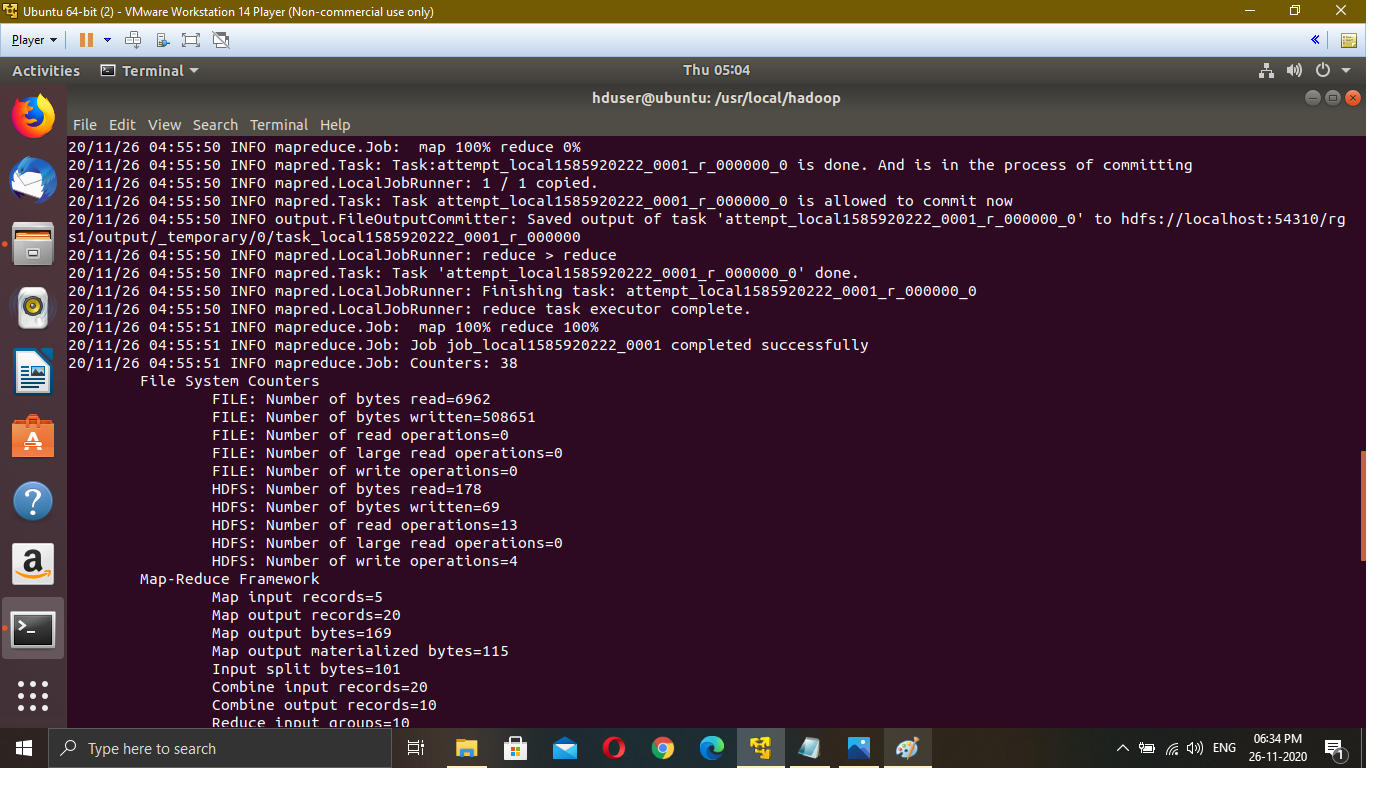 Ubuntu 64-bit (2) - VMware Workstation 14 Player (Non-commercial use only)
Player
Activities Terminal Thu 05:04
hduser@ubuntu: /usr/local/hadoop
File Edit View Search Terminal Help
20/11/26 04:55:50 INFO mapreduce.Job:  map 100% reduce 0%
20/11/26 04:55:50 INFO mapred.Task: Task:attempt_local1585920222_0001_r_000000_0 is done. And is in the process of committing
20/11/26 04:55:50 INFO mapred.LocalJobRunner: 1 / 1 copied.
20/11/26 04:55:50 INFO mapred.Task: Task attempt_local1585920222_0001_r_000000_0 is allowed to commit now
20/11/26 04:55:50 INFO output.FileOutputCommitter: Saved output of task 'attempt_local1585920222_0001_r_000000_0' to hdfs://localhost:54310/rg
s1/output/_temporary/0/task_local1585920222_0001_r_000000
20/11/26 04:55:50 INFO mapred.LocalJobRunner: reduce > reduce
20/11/26 04:55:50 INFO mapred.Task: Task 'attempt_local1585920222_0001_r_000000_0' done.
20/11/26 04:55:50 INFO mapred.LocalJobRunner: Finishing task: attempt_local1585920222_0001_r_000000_0
20/11/26 04:55:50 INFO mapred.LocalJobRunner: reduce task executor complete.
20/11/26 04:55:51 INFO mapreduce.Job:  map 100% reduce 100%
20/11/26 04:55:51 INFO mapreduce.Job: Job job_local1585920222_0001 completed successfully
20/11/26 04:55:51 INFO mapreduce.Job: Counters: 38
File System Counters
FILE: Number of bytes read=6962
FILE: Number of bytes written=508651
FILE: Number of read operations=0
FILE: Number of large read operations=0
FILE: Number of write operations=0
HDFS: Number of bytes read=178
HDFS: Number of bytes written=69
HDFS: Number of read operations=13
HDFS: Number of large read operations=0
HDFS: Number of write operations=4
Map-Reduce Framework
Map input records=5
Map output records=20
Map output bytes=169
Map output materialized bytes=115
Input split bytes=101
Combine input records=20
Combine output records=10
Reduce input groups=10
Type here to search
ENG
06:34 PM
26-11-2020
1